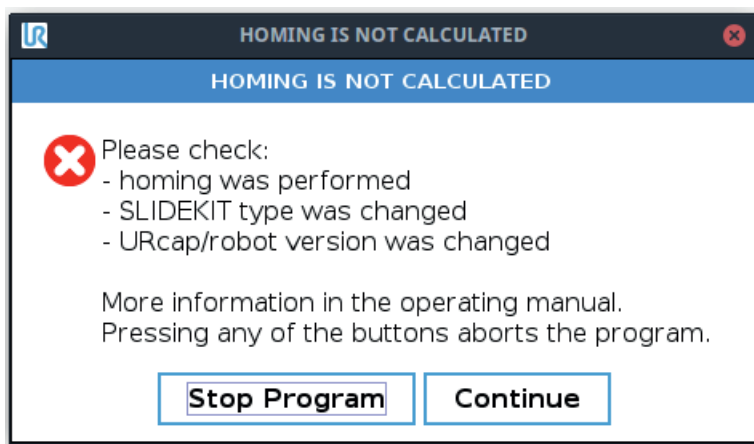 UR
HOMING IS NOT CALCULATED
HOMING IS NOT CALCULATED
Please check:
- homing was performed
- SLIDEKIT type was changed
- URcap/robot version was changed
More information in the operating manual.
Pressing any of the buttons aborts the program.
Stop Program
Continue